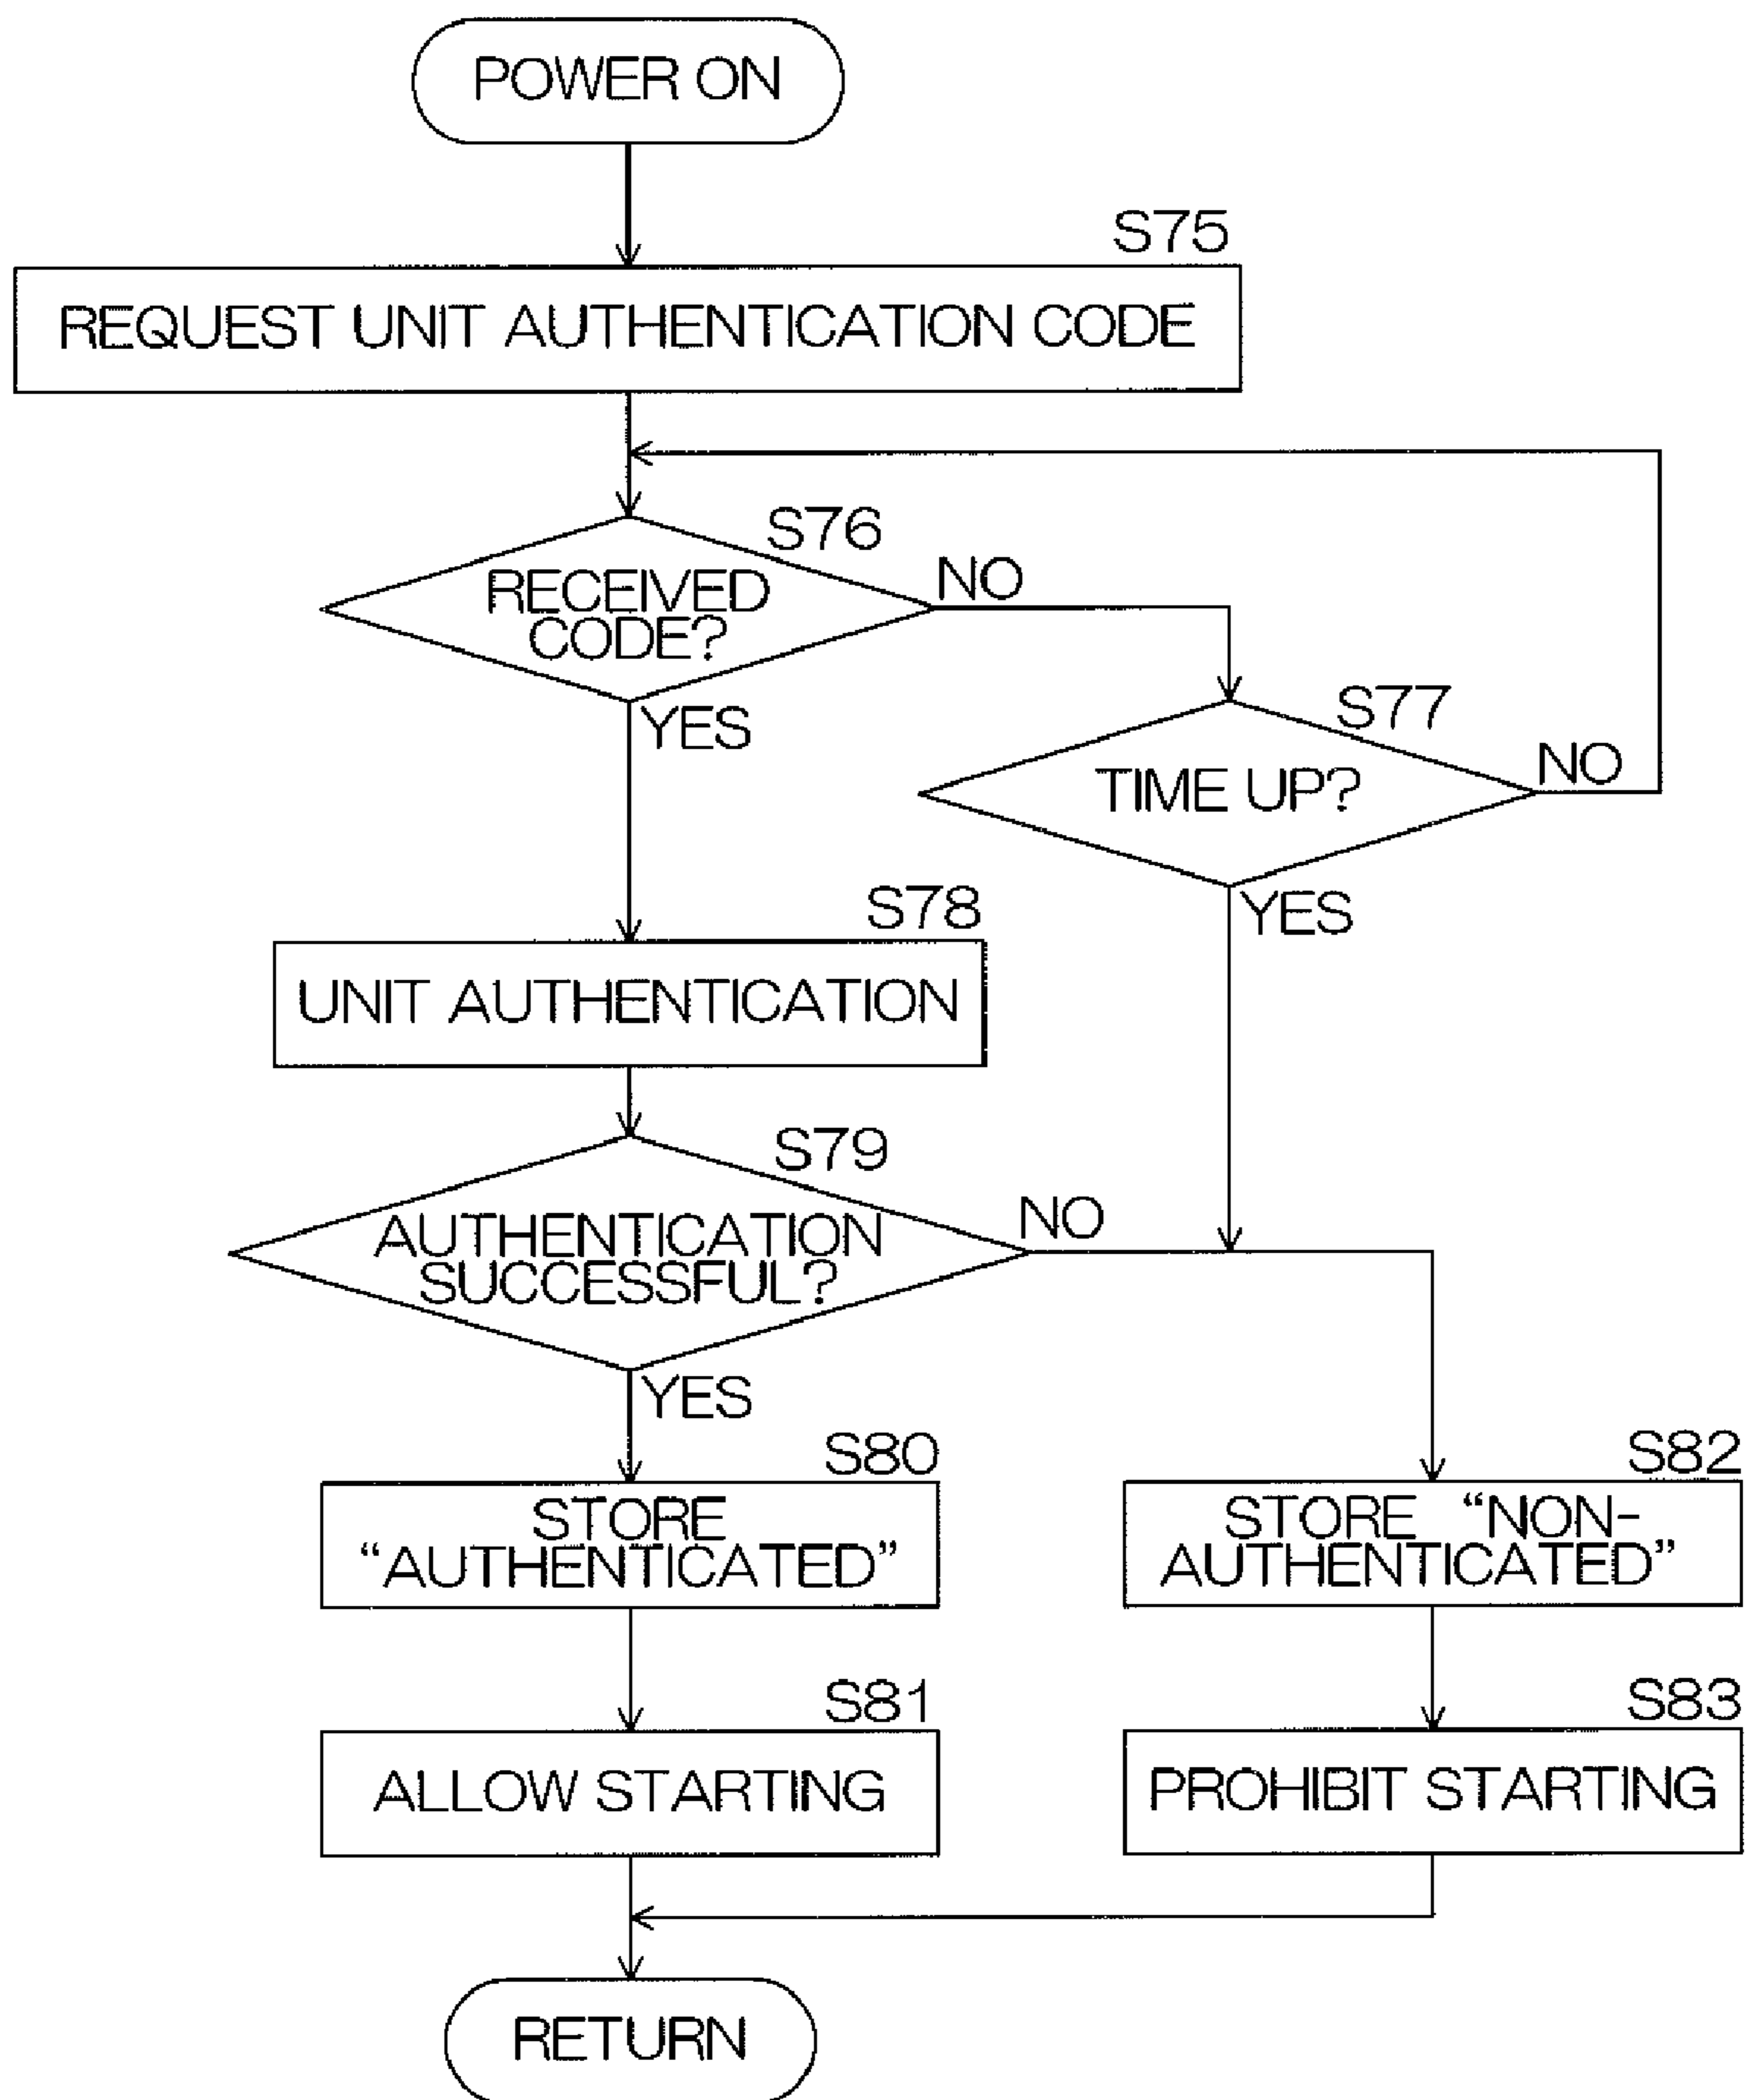 POWER ON
S75
REQUEST UNIT AUTHENTICATION CODE
S76
RECEIVED
CODE?
NO
YES
S77
TIME UP?
NO
YES
S78
UNIT AUTHENTICATION
S79
AUTHENTICATION
SUCCESSFUL?
NO
YES
S80
STORE
“AUTHENTICATED”
S82
STORE “NON-
AUTHENTICATED”
S81
ALLOW STARTING
S83
PROHIBIT STARTING
RETURN